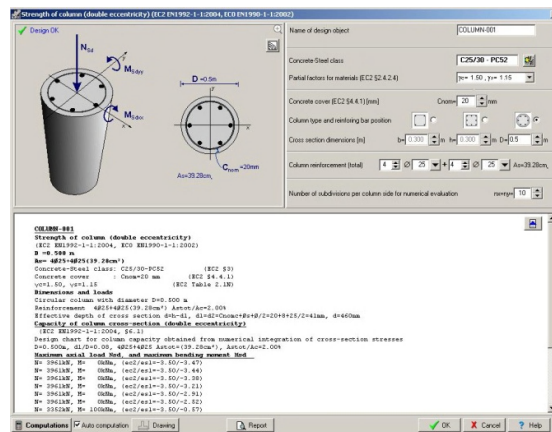 Strength of column (double eccentricity) (EC2 EN1992-1-1:2004, EC0 EN1990-1-1:2002)
Design OK
Name of design object
COLUMN-001
Concrete-Steel class
C25/30 - PC52
Partial factors for materials (EC2 §2.4.2.4)
γc= 1.50 , γs= 1.15
Concrete cover (EC2 §4.4.1) [mm]
Cnom= 20 mm
Column type and reinforcing bar position
Cross section dimensions [m]
b= 0.300 m h= 0.300 m D= 0.5 m
Column reinforcement (total)
4 Ø 25 + 4 Ø 25 As=39.28cm
Number of subdivisions per column side for numerical evaluation
nx=ny= 10
NSd
MSdyy
MSdxx
D =0.5m
y
x
Cnom=20mm
As=39.28cm
COLUMN-001
Strength of column (double eccentricity)
(EC2 EN1992-1-1:2004, EC0 EN1990-1-1:2002)
D =0.500 m
As= 4Ø25+4Ø25(39.28cm²)
Concrete-Steel class: C25/30-PC52 (EC2 §3)
Concrete cover : Cnom=20 mm (EC2 §4.4.1)
γc=1.50, γs=1.15 (EC2 Table 2.1N)
Dimensions and loads
Circular column with diameter D=0.500 m
Reinforcement 4Ø25+4Ø25(39.28cm²) Astot/Ac=2.00%
Effective depth of cross section d=h-d1, d1=d2=Cnom+Øs+Ø/2=20+8+25/2=41mm, d=460mm
Capacity of column cross-section (double eccentricity)
(EC2 EN1992-1-1:2004, §6.1)
Design chart for column capacity obtained from numerical integration of cross-section stresses
D=0.500m, d1/D=0.08, 4Ø25+4Ø25 Astot=(39.28cm²), Astot/Ac=2.00%
Maximum axial load Nsd, and maximum bending moment Msd
N= 3961kN, M= 0kNm, (ec2/es1=-3.50/-3.47)
N= 3961kN, M= 0kNm, (ec2/es1=-3.50/-3.44)
N= 3961kN, M= 0kNm, (ec2/es1=-3.50/-3.38)
N= 3961kN, M= 0kNm, (ec2/es1=-3.50/-3.21)
N= 3961kN, M= 0kNm, (ec2/es1=-3.50/-2.91)
N= 3961kN, M= 0kNm, (ec2/es1=-3.50/-2.52)
N= 3352kN, M= 100kNm, (ec2/es1=-3.50/-0.57)
Computations Auto computation Drawing Report OK Cancel Help